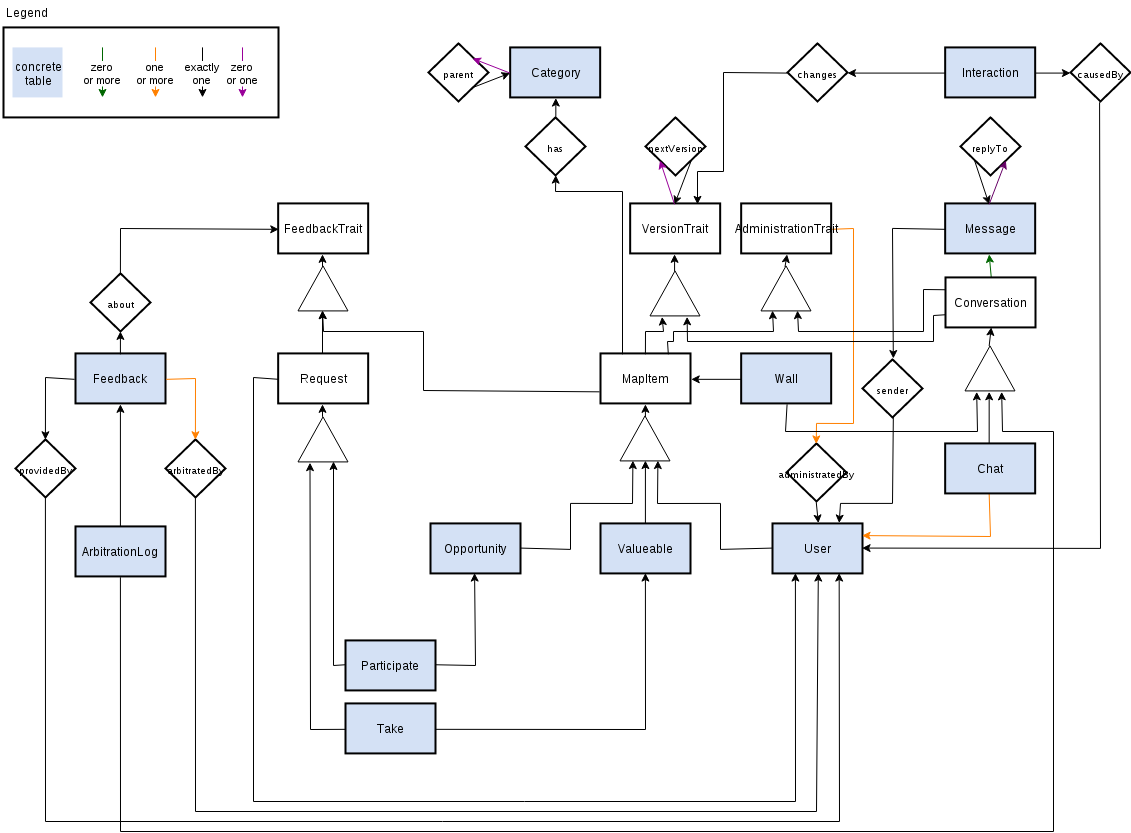 Legend
concrete
table
zero
or more
one
or more
exactly
one
zero
or one
parent
Category
changes
Interaction
causedBy
has
nextVersion
replyTo
FeedbackTrait
VersionTrait
AdministrationTrait
Message
about
Conversation
Feedback
Request
MapItem
Wall
sender
providedBy
arbitratedBy
administratedBy
Chat
ArbitrationLog
Opportunity
Valueable
User
Participate
Take